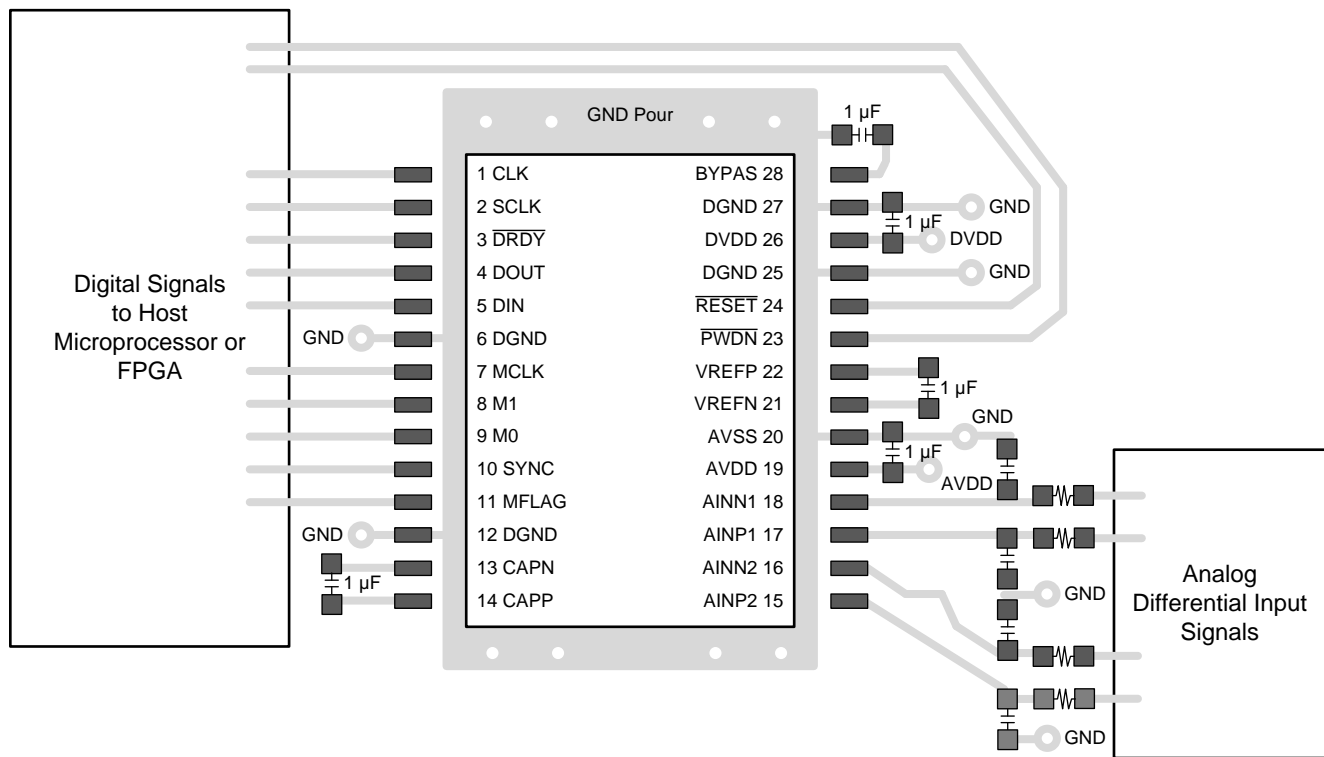 GND Pour
1 µF
1 CLK
BYPAS 28
2 SCLK
DGND 27
GND
1 µF
3 DRDY
DVDD 26
DVDD
4 DOUT
DGND 25
GND
Digital Signals
to Host
Microprocessor or
FPGA
5 DIN
RESET 24
GND
6 DGND
PWDN 23
7 MCLK
VREFP 22
1 µF
8 M1
VREFN 21
GND
9 M0
AVSS 20
1 µF
10 SYNC
AVDD 19
AVDD
11 MFLAG
AINN1 18
GND
12 DGND
AINP1 17
13 CAPN
AINN2 16
1 µF
14 CAPP
AINP2 15
GND
Analog
Differential Input
Signals
GND